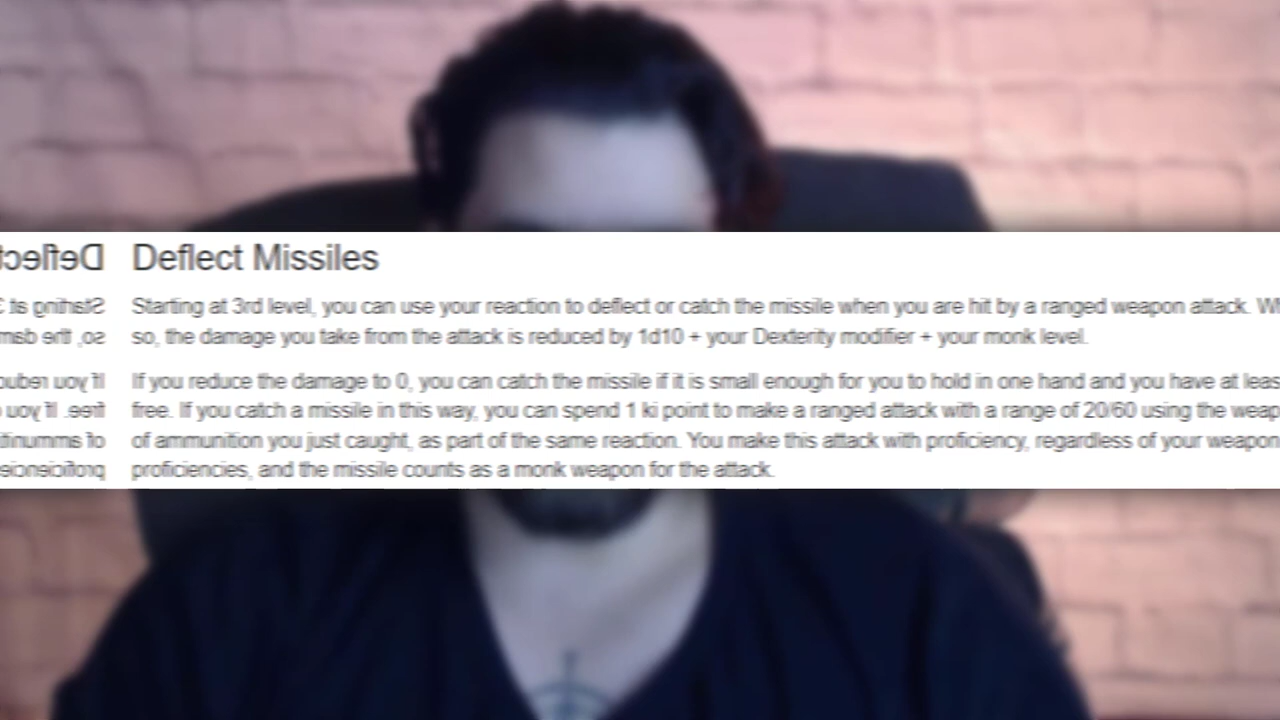 Deflect Missiles
Starting at 3rd level, you can use your reaction to deflect or catch the missile when you are hit by a ranged weapon attack.
so, the damage you take from the attack is reduced by 1d10 + your Dexterity modifier + your monk level.
If you reduce the damage to 0, you can catch the missile if it is small enough for you to hold in one hand and you have at
free. If you catch a missile in this way, you can spend 1 ki point to make a ranged attack with a range of 20/60 using the
of ammunition you just caught, as part of the same reaction. You make this attack with proficiency, regardless of your weapon
proficiencies, and the missile counts as a monk weapon for the attack.